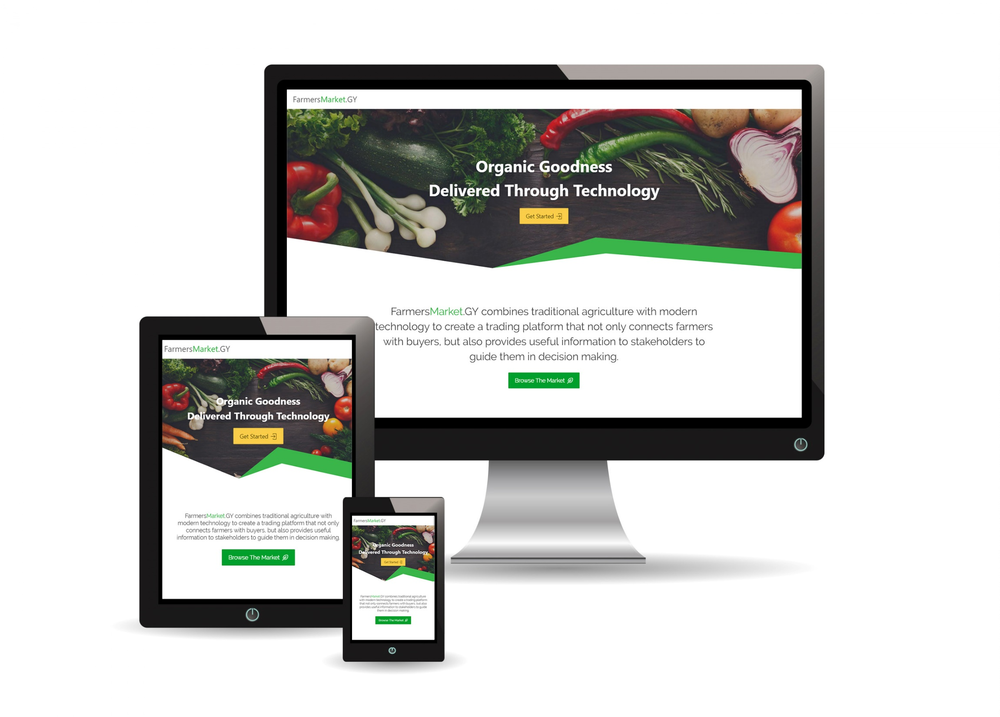 FarmersMarket.GY
Organic Goodness
Delivered Through Technology
Get Started
FarmersMarket.GY combines traditional agriculture with modern
technology to create a trading platform that not only connects farmers
with buyers, but also provides useful information to stakeholders to
guide them in decision making.
Browse The Market
FarmersMarket.GY
Organic Goodness
Delivered Through Technology
Get Started
FarmersMarket.GY combines traditional agriculture with
modern technology to create a trading platform that not only
connects farmers with buyers, but also provides useful
information to stakeholders to guide them in decision making.
Browse The Market
FarmersMarket.GY
Organic Goodness
Delivered Through Technology
Get Started
FarmersMarket.GY combines traditional agriculture
with modern technology to create a trading platform
that not only connects farmers with buyers, but also
provides useful information to stakeholders to guide
them in decision making.
Browse The Market